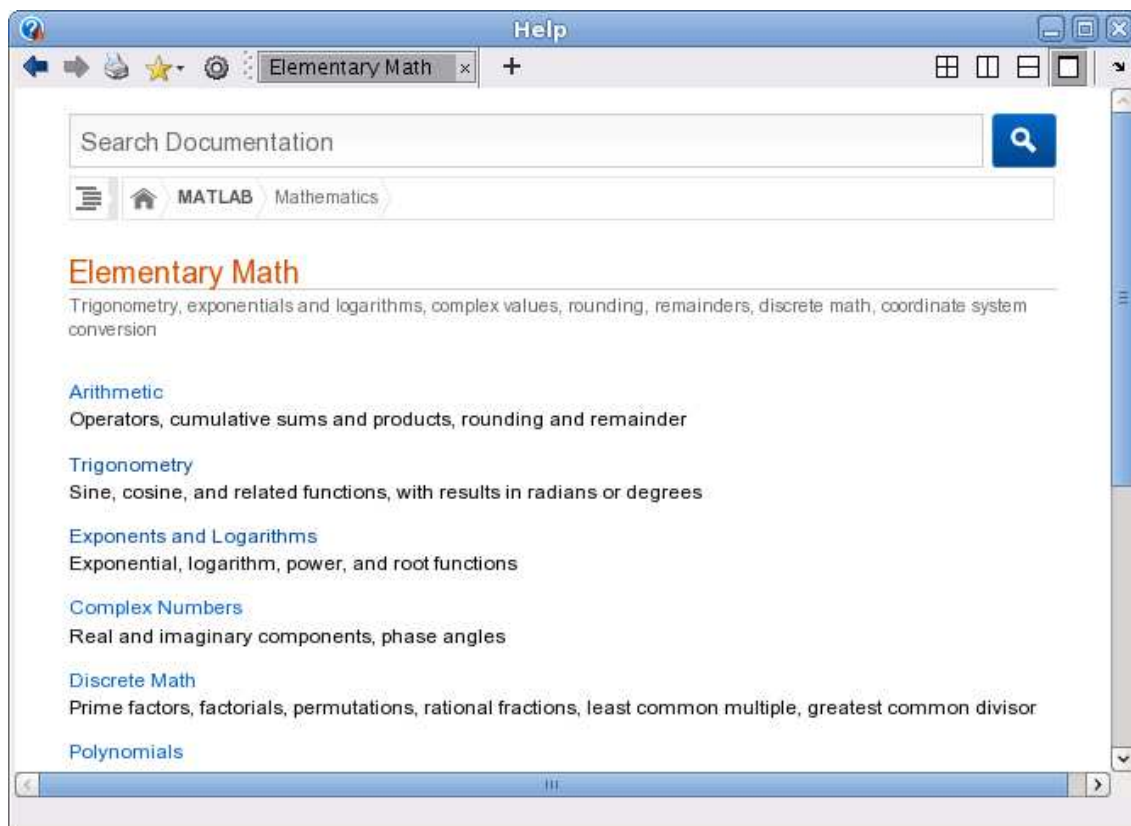 Help
Elementary Math
Search Documentation
MATLAB Mathematics
Elementary Math
Trigonometry, exponentials and logarithms, complex values, rounding, remainders, discrete math, coordinate system
conversion
Arithmetic
Operators, cumulative sums and products, rounding and remainder
Trigonometry
Sine, cosine, and related functions, with results in radians or degrees
Exponents and Logarithms
Exponential, logarithm, power, and root functions
Complex Numbers
Real and imaginary components, phase angles
Discrete Math
Prime factors, factorials, permutations, rational fractions, least common multiple, greatest common divisor
Polynomials